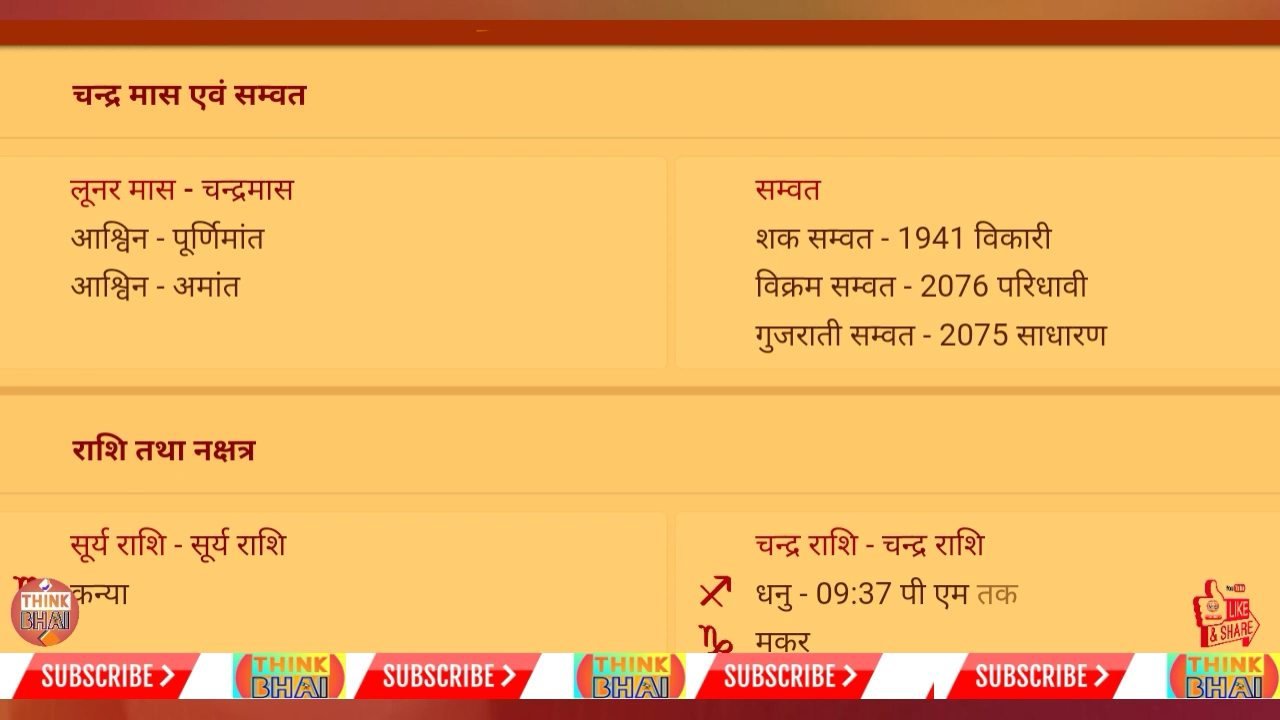 चन्द्र मास एवं सम्वत
लूनर मास - चन्द्रमास
आश्विन - पूर्णिमांत
आश्विन - अमांत
सम्वत
शक सम्वत - 1941 विकारी
विक्रम सम्वत - 2076 परिधावी
गुजराती सम्वत - 2075 साधारण
राशि तथा नक्षत्र
सूर्य राशि - सूर्य राशि
कन्या
चन्द्र राशि - चन्द्र राशि
धनु - 09:37 पी एम तक
मकर
THINK
BHAI
YouTube
LIKE
& SHARE
SUBSCRIBE THINK BHAI SUBSCRIBE THINK BHAI SUBSCRIBE SUBSCRIBE THINK BHAI